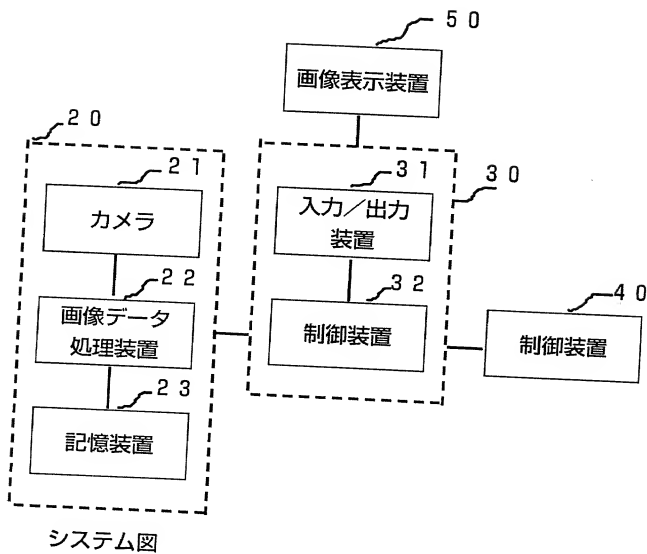 50
画像表示装置
20
21
カメラ
22
画像データ
処理装置
23
記憶装置
31
30
入力/出力
装置
32
制御装置
40
制御装置
システム図